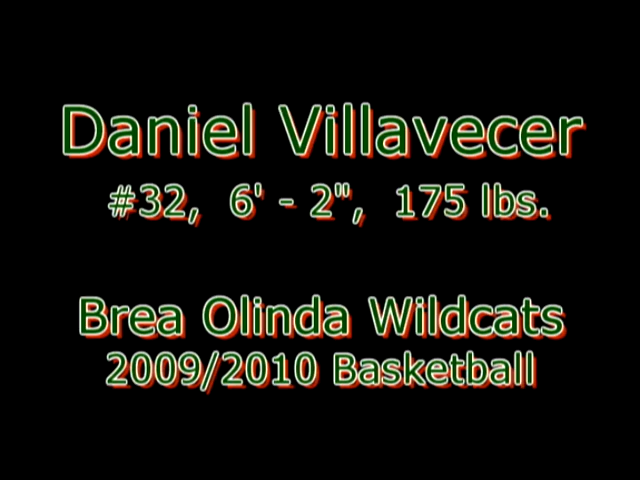 Daniel Villavecer
#32, 6' - 2", 175 lbs.
Brea Olinda Wildcats
2009/2010 Basketball